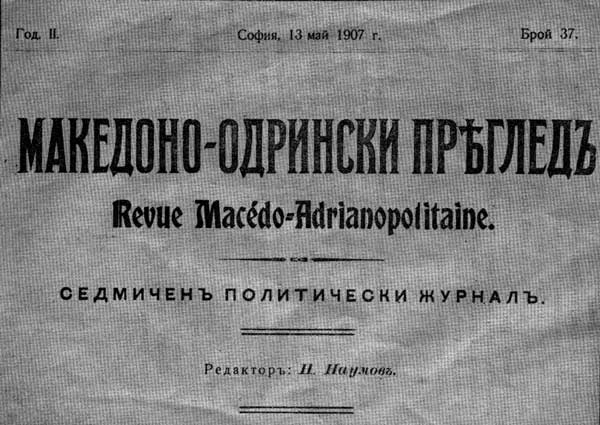 Год. II.
София, 13 май 1907 г.
Брой 37.
МАКЕДОНО-ОДРИНСКИ ПРѢГЛЕДЪ
Revue Macédo=Adrianopolitaine.
СЕДМИЧЕНЪ ПОЛИТИЧЕСКИ ЖУРНАЛЪ.
Редакторъ: Н. Наумовъ.